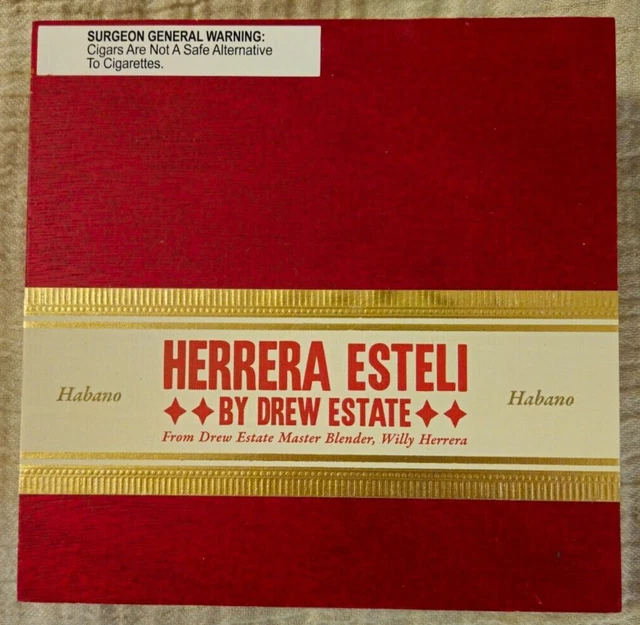 SURGEON GENERAL WARNING:
Cigars Are Not A Safe Alternative
To Cigarettes.
HERRERA ESTELI
Habano
Habano
BY DREW ESTATE
From Drew Estate Master Blender, Willy Herrera